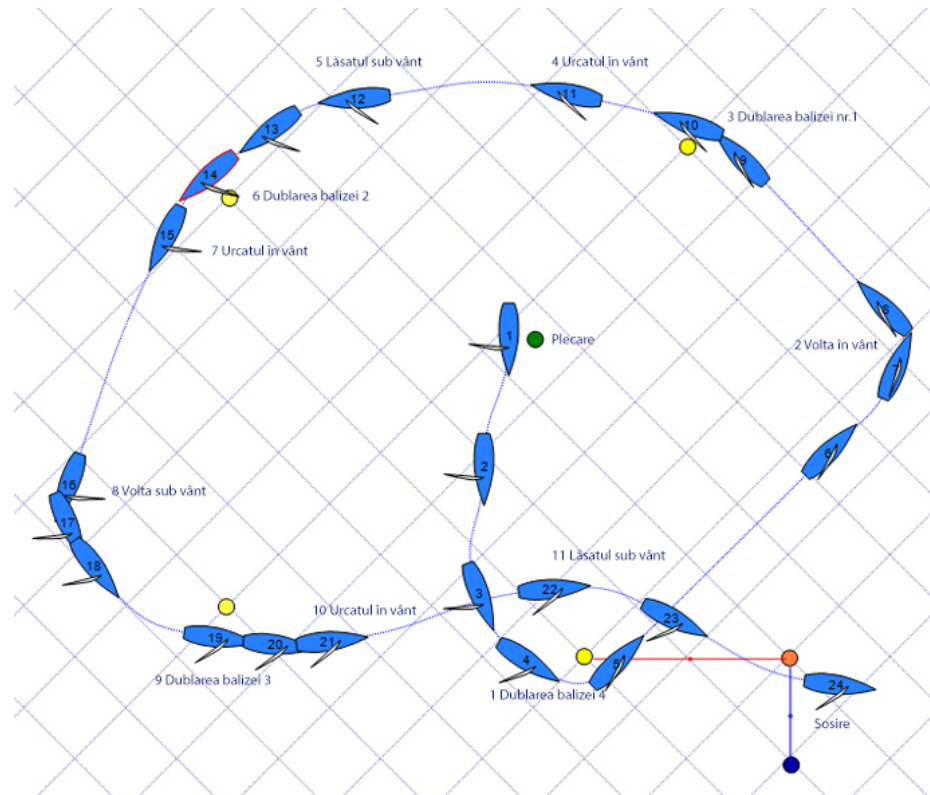 5 Lăsatul sub vânt
4 Urcatul în vânt
12
11
3 Dublarea balizei nr.1
13
10
9
14
6 Dublarea balizei 2
15
7 Urcatul în vânt
8
1
Plecare
2 Volta în vânt
7
6
2
16
8 Volta sub vânt
17
18
11 Lăsatul sub vânt
22
3
10 Urcatul în vânt
23
19
20
21
4
5
9 Dublarea balizei 3
1 Dublarea balizei 4
24
Sosire